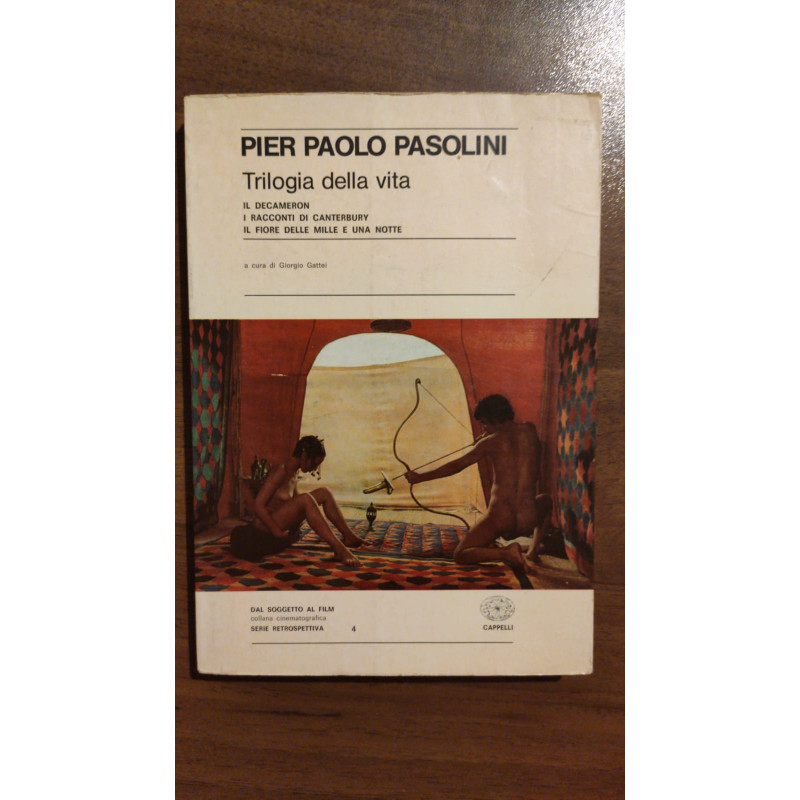 PIER PAOLO PASOLINI
Trilogia della vita
IL DECAMERON
I RACCONTI DI CANTERBURY
IL FIORE DELLE MILLE E UNA NOTTE
a cura di Giorgio Gattei
DAL SOGGETTO AL FILM
collana cinematografica
SERIE RETROSPETTIVA 4
CAPPELLI